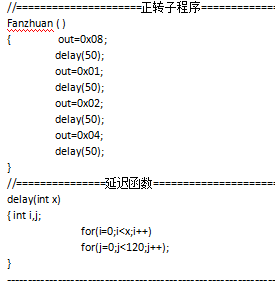 //=====================正转子程序=============
Fanzhuan ( )
{ out=0x08;
delay(50);
out=0x01;
delay(50);
out=0x02;
delay(50);
out=0x04;
delay(50);
}
//===============延迟函数=====================
delay(int x)
{ int i,j;
for(i=0;i<x;i++)
for(j=0;j<120;j++);
}